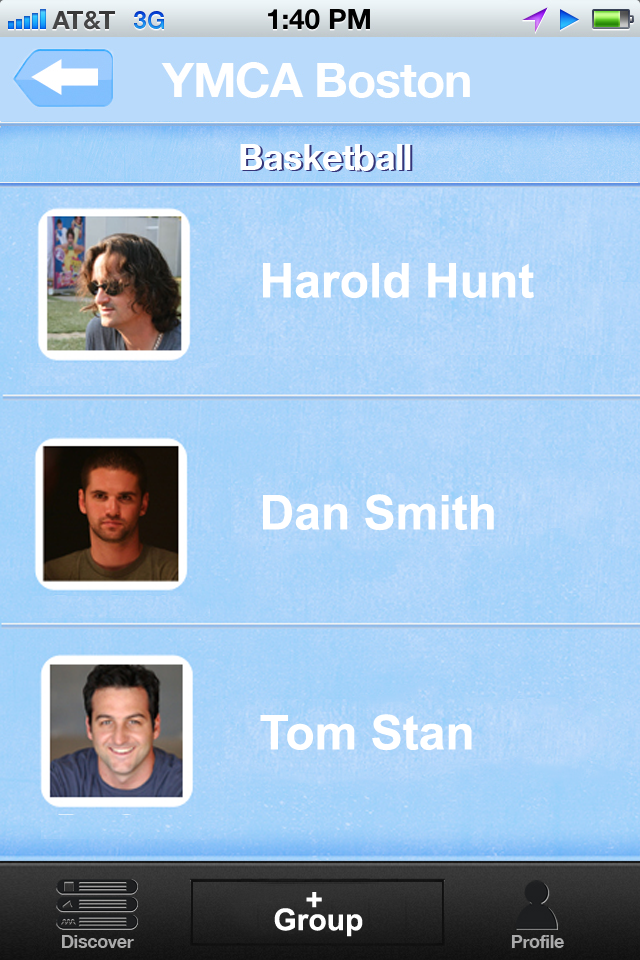 AT&T 3G 1:40 PM
YMCA Boston
Basketball
Harold Hunt
Dan Smith
Tom Stan
+
Group
Discover
Profile